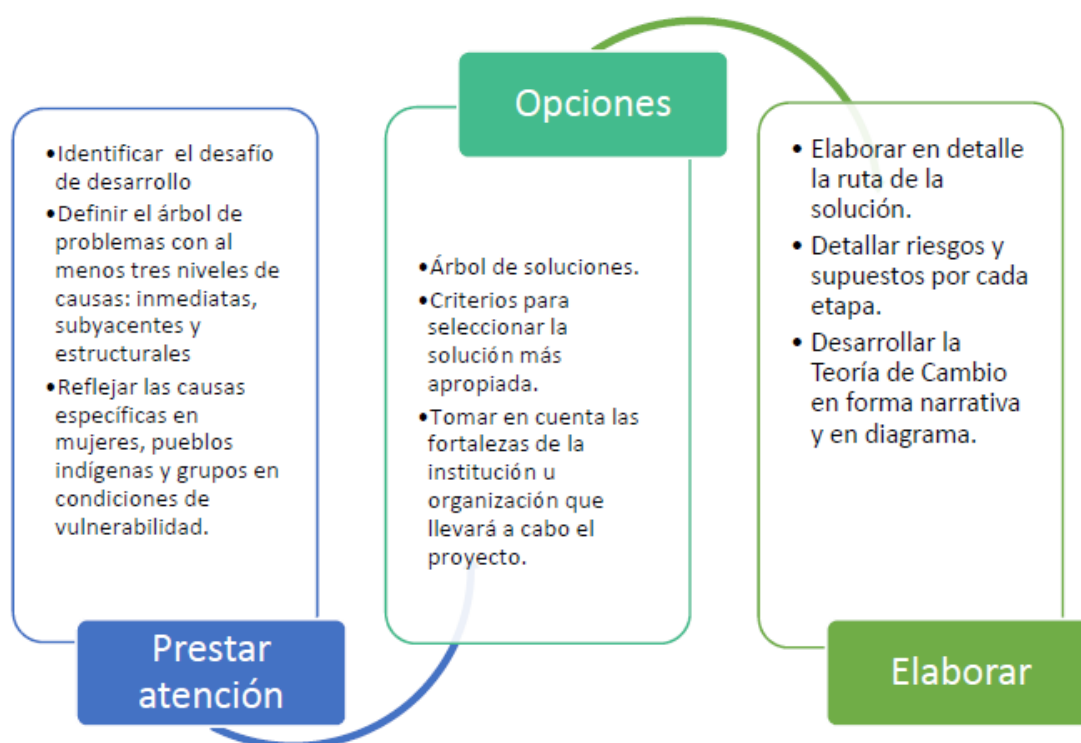 •Identificar el desafío
de desarrollo
•Definir el árbol de
problemas con al
menos tres niveles de
causas: inmediatas,
subyacentes y
estructurales
•Reflejar las causas
específicas en
mujeres, pueblos
indígenas y grupos en
condiciones de
vulnerabilidad.
Prestar
atención
Opciones
•Árbol de soluciones.
•Criterios para
seleccionar la
solución más
apropiada.
•Tomar en cuenta las
fortalezas de la
institución u
organización que
llevará a cabo el
proyecto.
• Elaborar en detalle
la ruta de la
solución.
• Detallar riesgos y
supuestos por cada
etapa.
• Desarrollar la
Teoría de Cambio
en forma narrativa
y en diagrama.
Elaborar